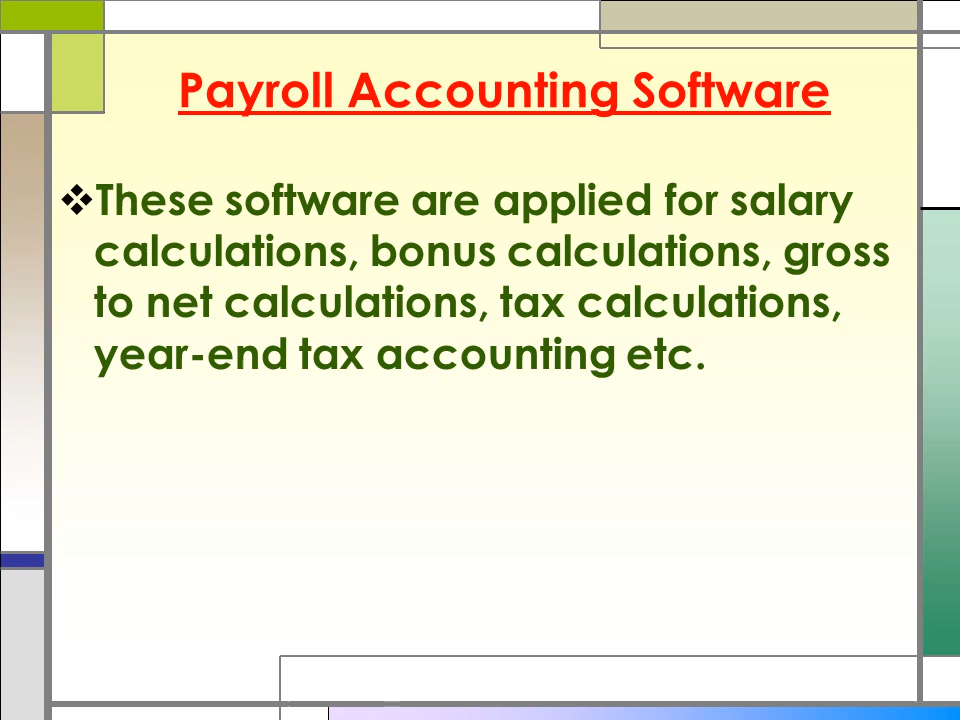 Payroll Accounting Software
These software are applied for salary
calculations, bonus calculations, gross
to net calculations, tax calculations,
year-end tax accounting etc.